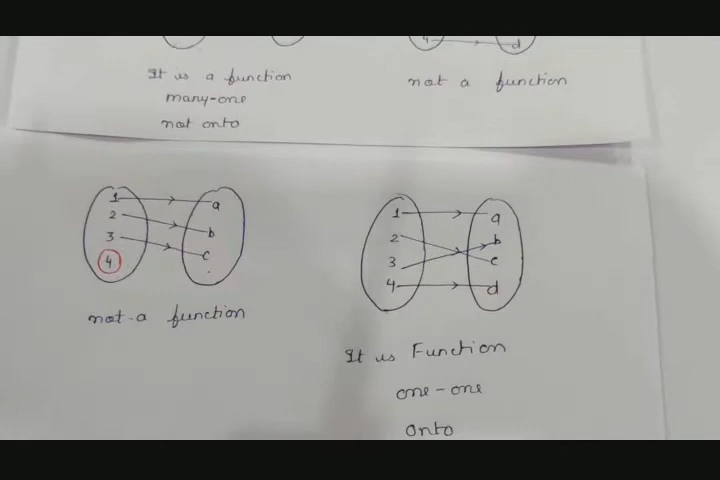 4 d
It is a function
many-one
not onto
not a function
1 a
2 b
3 c
4
not a function
1 a
2 b
3 c
4 d
It is Function
one-one
onto